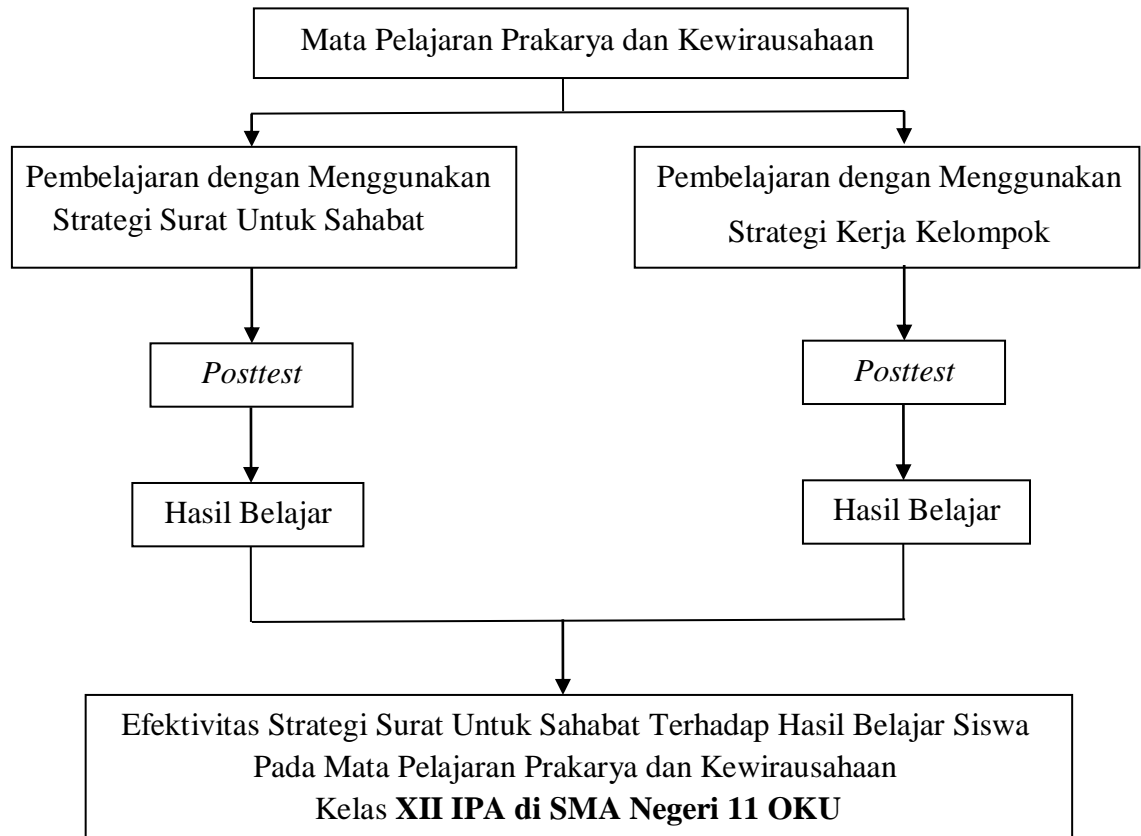 Mata Pelajaran Prakarya dan Kewirausahaan
Pembelajaran dengan Menggunakan
Strategi Surat Untuk Sahabat
Pembelajaran dengan Menggunakan
Strategi Kerja Kelompok
Posttest
Posttest
Hasil Belajar
Hasil Belajar
Efektivitas Strategi Surat Untuk Sahabat Terhadap Hasil Belajar Siswa
Pada Mata Pelajaran Prakarya dan Kewirausahaan
Kelas XII IPA di SMA Negeri 11 OKU